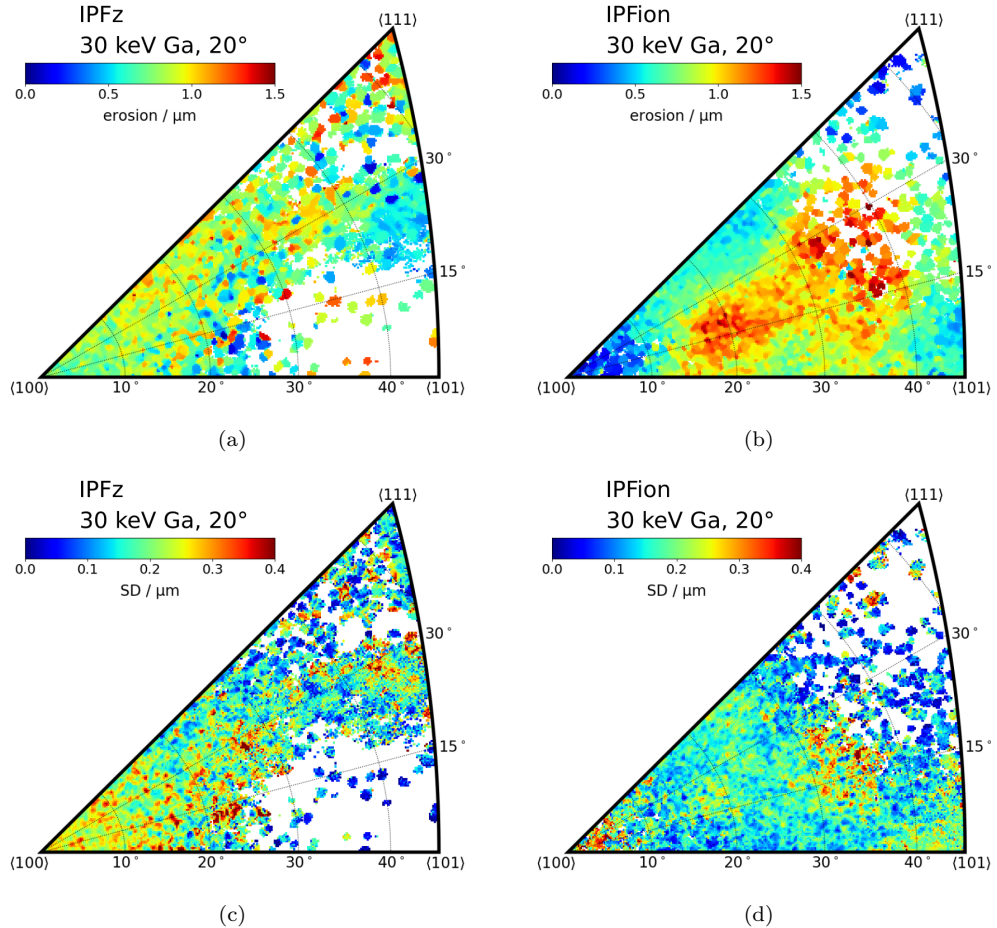 IPFz
30 keV Ga, 20°
0.0 0.5 1.0 1.5
erosion / μm
⟨111⟩
30°
15°
⟨100⟩ 10° 20° 30° 40° ⟨101⟩
(a)
IPFion
30 keV Ga, 20°
0.0 0.5 1.0 1.5
erosion / μm
⟨111⟩
30°
15°
⟨100⟩ 10° 20° 30° 40° ⟨101⟩
(b)
IPFz
30 keV Ga, 20°
0.0 0.1 0.2 0.3 0.4
SD / μm
⟨111⟩
30°
15°
⟨100⟩ 10° 20° 30° 40° ⟨101⟩
(c)
IPFion
30 keV Ga, 20°
0.0 0.1 0.2 0.3 0.4
SD / μm
⟨111⟩
30°
15°
⟨100⟩ 10° 20° 30° 40° ⟨101⟩
(d)